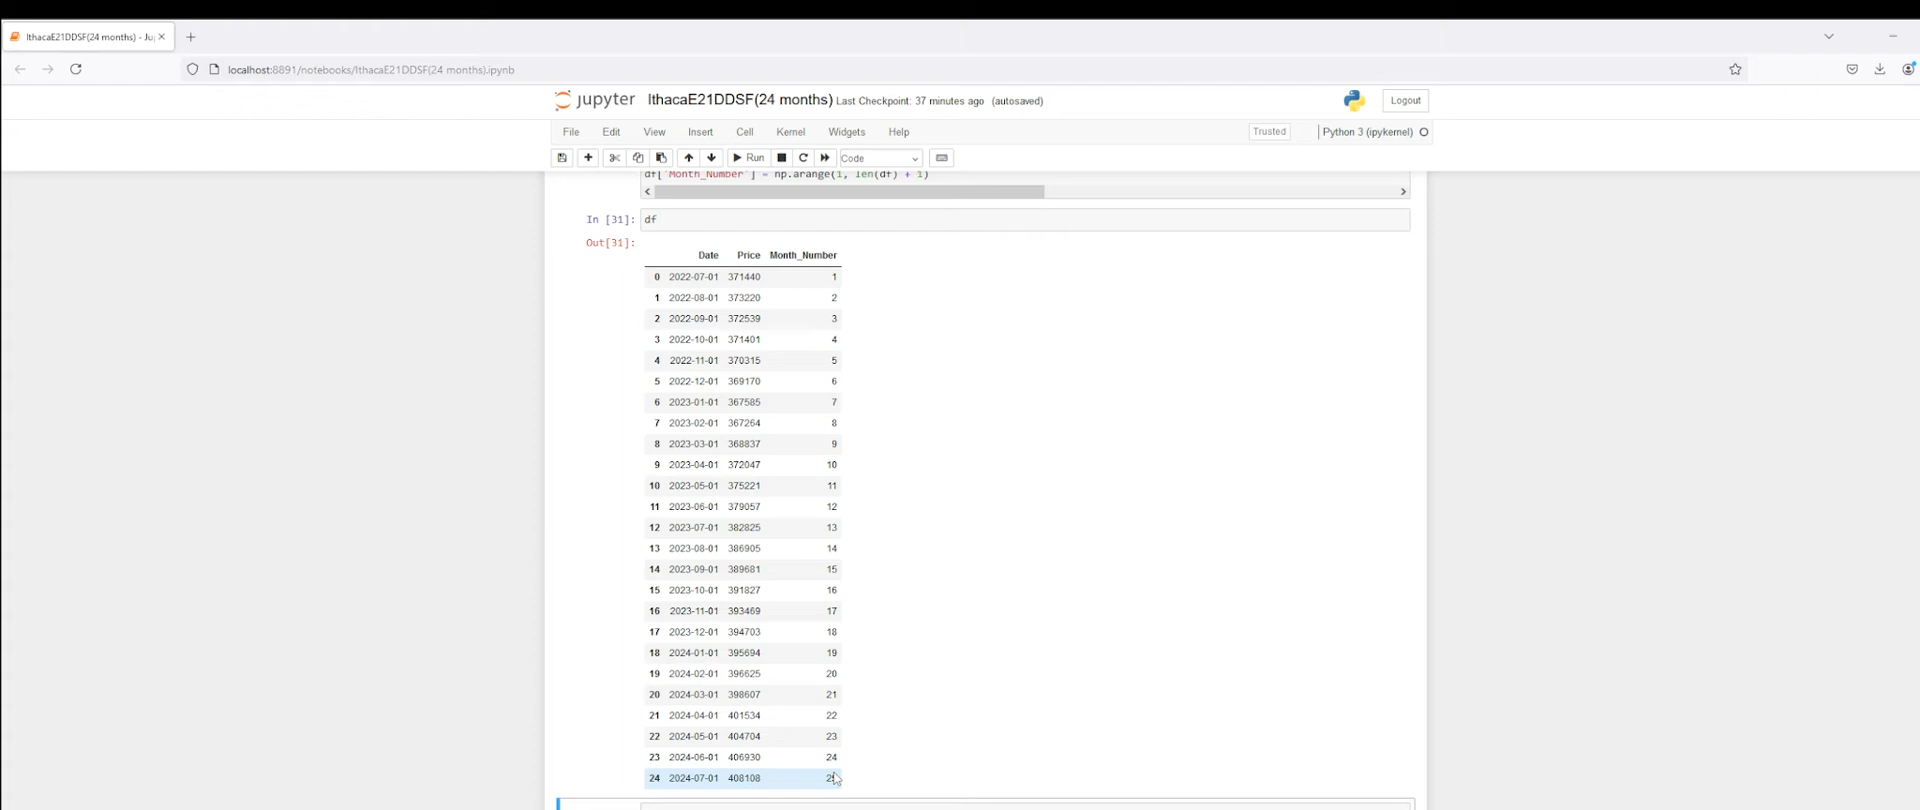 IthacaE21DDSF(24 months) - Ju
localhost:8891/notebooks/IthacaE21DDSF(24 months).ipynb
jupyter IthacaE21DDSF(24 months) Last Checkpoint: 37 minutes ago (autosaved)
Logout
File Edit View Insert Cell Kernel Widgets Help
Trusted Python 3 (ipykernel)
Run Code
df['Month_Number'] = np.arange(1, len(df) + 1)
In [31]: df
Out[31]:
Date Price Month_Number
0 2022-07-01 371440 1
1 2022-08-01 373220 2
2 2022-09-01 372539 3
3 2022-10-01 371401 4
4 2022-11-01 370315 5
5 2022-12-01 369170 6
6 2023-01-01 367585 7
7 2023-02-01 367264 8
8 2023-03-01 368837 9
9 2023-04-01 372047 10
10 2023-05-01 375221 11
11 2023-06-01 379057 12
12 2023-07-01 382825 13
13 2023-08-01 386905 14
14 2023-09-01 389681 15
15 2023-10-01 391827 16
16 2023-11-01 393469 17
17 2023-12-01 394703 18
18 2024-01-01 395694 19
19 2024-02-01 396625 20
20 2024-03-01 398607 21
21 2024-04-01 401534 22
22 2024-05-01 404704 23
23 2024-06-01 406930 24
24 2024-07-01 408108